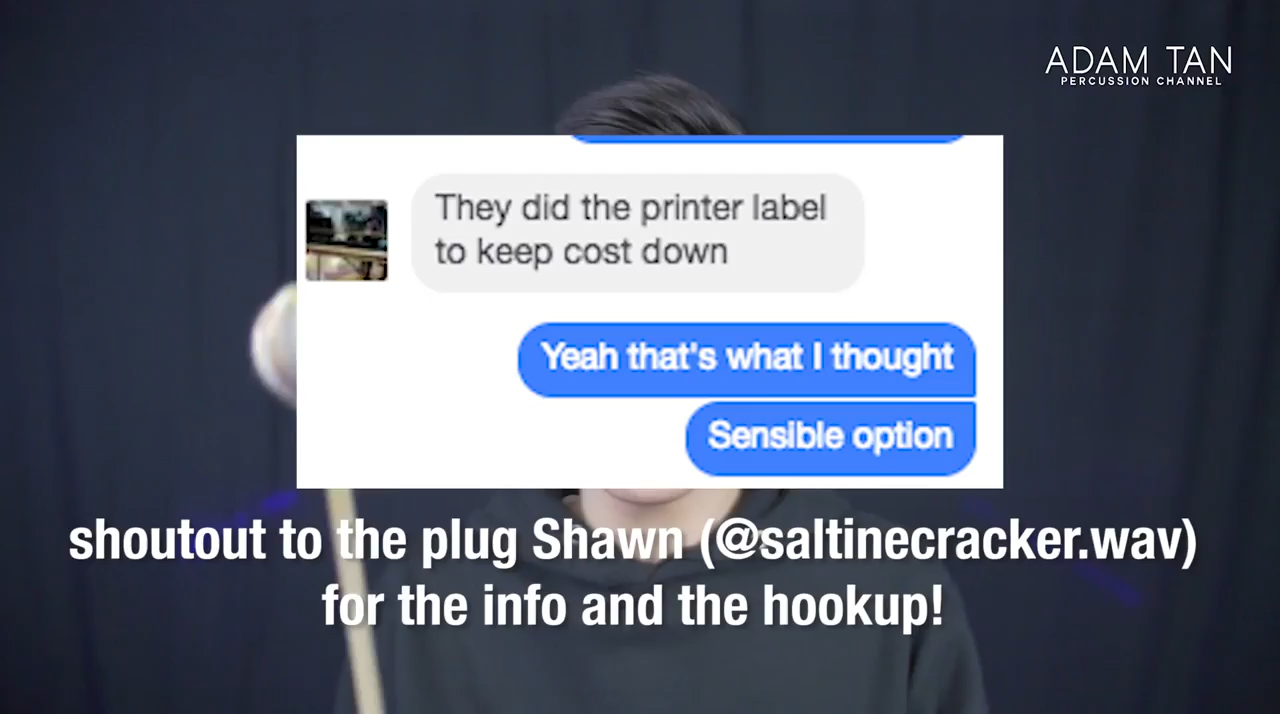 ADAM TAN
PERCUSSION CHANNEL
They did the printer label
to keep cost down
Yeah that's what I thought
Sensible option
shoutout to the plug Shawn (@saltinecracker.wav)
for the info and the hookup!